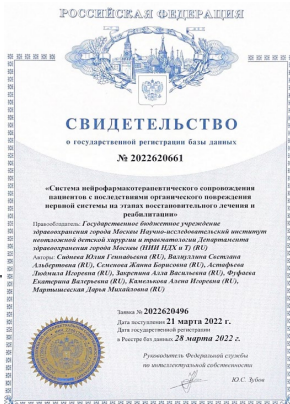 РОССИЙСКАЯ ФЕДЕРАЦИЯ
СВИДЕТЕЛЬСТВО
о государственной регистрации базы данных
№ 2022620661
«Система нейрофармакотерапевтического сопровождения
пациентов с последствиями органического повреждения
нервной системы на этапах восстановительного лечения и
реабилитации»
Правообладатель: Государственное бюджетное учреждение
здравоохранения города Москвы Научно-исследовательский институт
неотложной детской хирургии и травматологии Департамента
здравоохранения города Москвы (НИИ НДХ и Т) (RU)
Авторы: Сиднева Юлия Геннадьевна (RU), Валиуллина Светлана
Альбертовна (RU), Семенова Жанна Борисовна (RU), Астафьева
Людмила Игоревна (RU), Закрепина Алла Васильевна (RU), Фуфаева
Екатерина Валерьевна (RU), Камелькова Алена Игоревна (RU),
Мартышевская Дарья Михайловна (RU)
Заявка № 2022620496
Дата поступления 21 марта 2022 г.
Дата государственной регистрации
в Реестре баз данных 28 марта 2022 г.
Руководитель Федеральной службы
по интеллектуальной собственности
Ю.С. Зубов